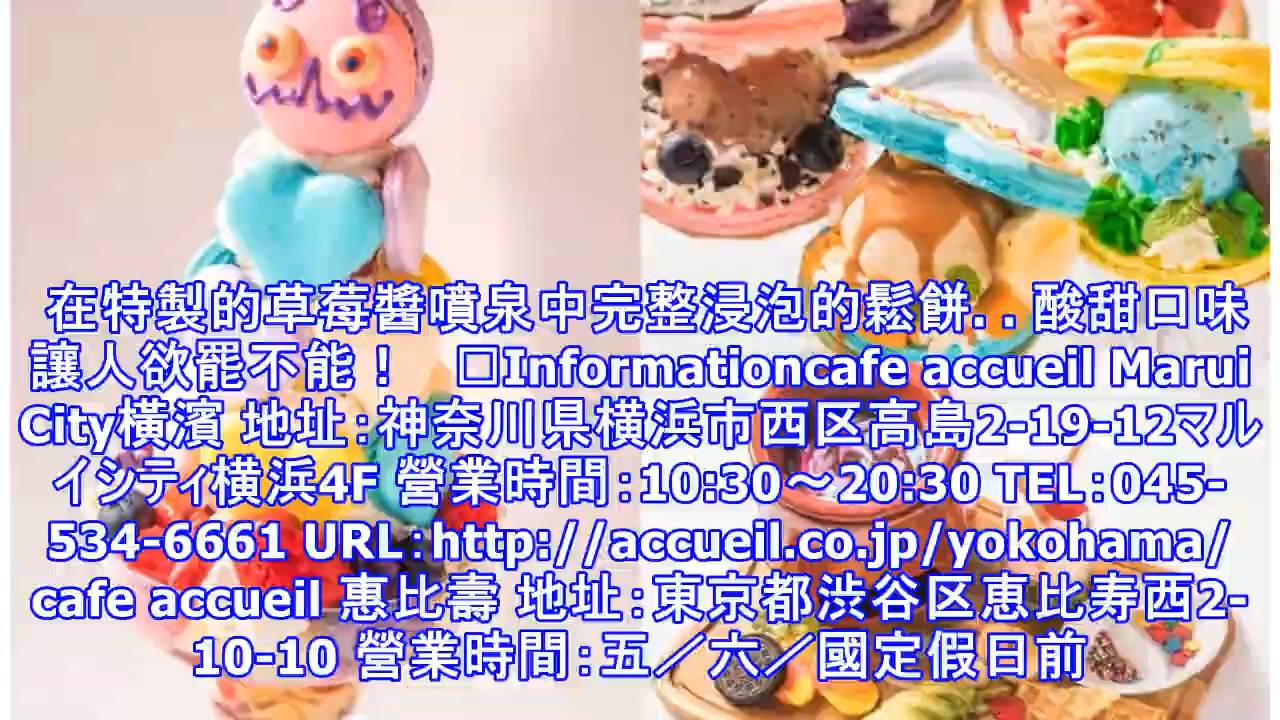 在特製的草莓醬噴泉中完整浸泡的鬆餅. . 酸甜口味
讓人欲罷不能！　□Informationcafe accueil Marui
City橫濱 地址：神奈川県横浜市西区高島2-19-12マル
イシティ横浜4F 營業時間：10:30～20:30 TEL：045-
534-6661 URL：http://accueil.co.jp/yokohama/
cafe accueil 惠比壽 地址：東京都渋谷区恵比寿西2-
10-10 營業時間：五／六／國定假日前